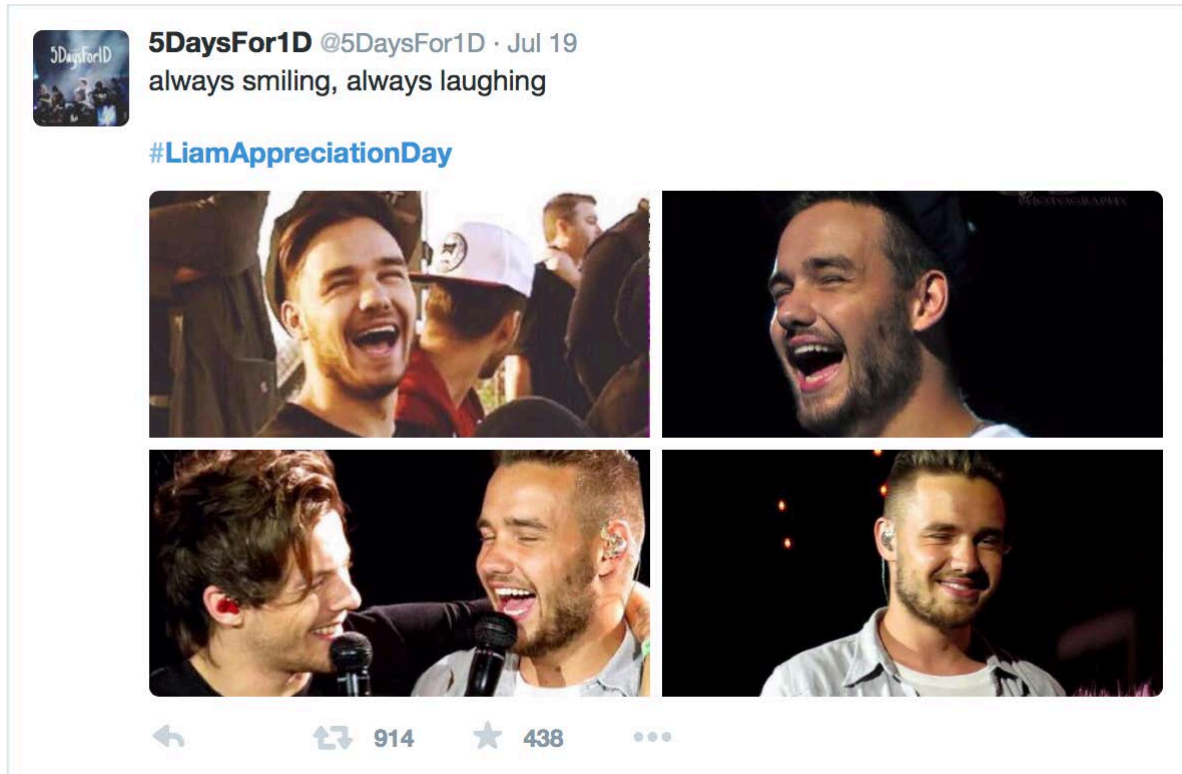 5DaysFor1D
5DaysFor1D @5DaysFor1D · Jul 19
always smiling, always laughing
#LiamAppreciationDay
914 438